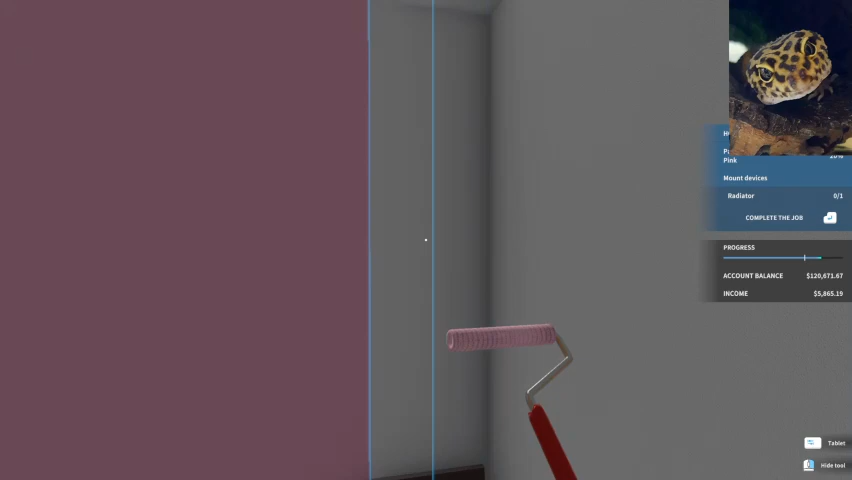 Pink
Mount devices
Radiator 0/1
COMPLETE THE JOB
PROGRESS
ACCOUNT BALANCE $120,671.67
INCOME $5,865.19
Tablet
Hide tool